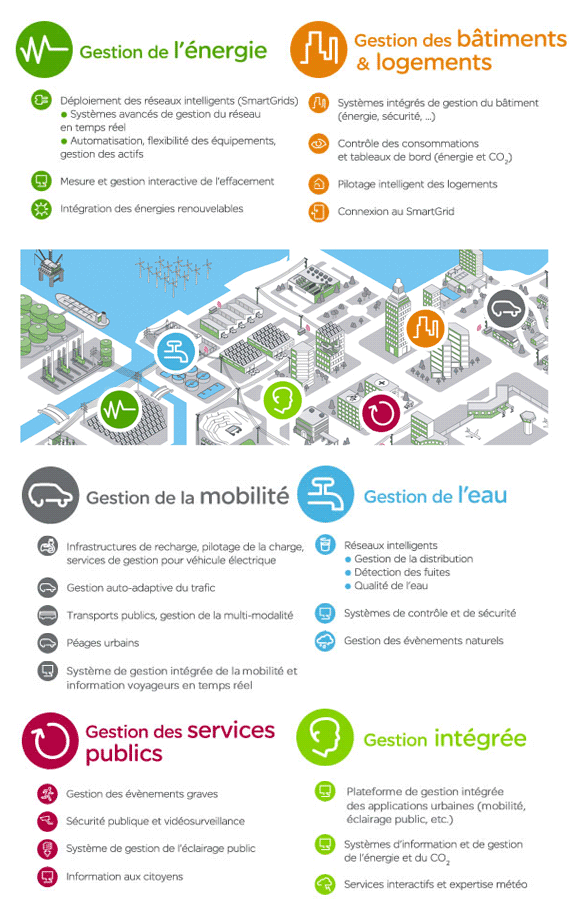 Gestion de l'énergie
Déploiement des réseaux intelligents (SmartGrids)
• Systèmes avancés de gestion du réseau
en temps réel
• Automatisation, flexibilité des équipements,
gestion des actifs
Mesure et gestion interactive de l'effacement
Intégration des énergies renouvelables
Gestion des bâtiments
& logements
Systèmes intégrés de gestion du bâtiment
(énergie, sécurité, ...)
Contrôle des consommations
et tableaux de bord (énergie et CO₂)
Pilotage intelligent des logements
Connexion au SmartGrid
Gestion de la mobilité
Infrastructures de recharge, pilotage de la charge,
services de gestion pour véhicule électrique
Gestion auto-adaptive du trafic
Transports publics, gestion de la multi-modalité
Péages urbains
Système de gestion intégrée de la mobilité et
information voyageurs en temps réel
Gestion de l'eau
Réseaux intelligents
• Gestion de la distribution
• Détection des fuites
• Qualité de l'eau
Systèmes de contrôle et de sécurité
Gestion des évènements naturels
Gestion des services
publics
Gestion des évènements graves
Sécurité publique et vidéosurveillance
Système de gestion de l'éclairage public
Information aux citoyens
Gestion intégrée
Plateforme de gestion intégrée
des applications urbaines (mobilité,
éclairage public, etc.)
Systèmes d'information et de gestion
de l'énergie et du CO₂
Services interactifs et expertise météo